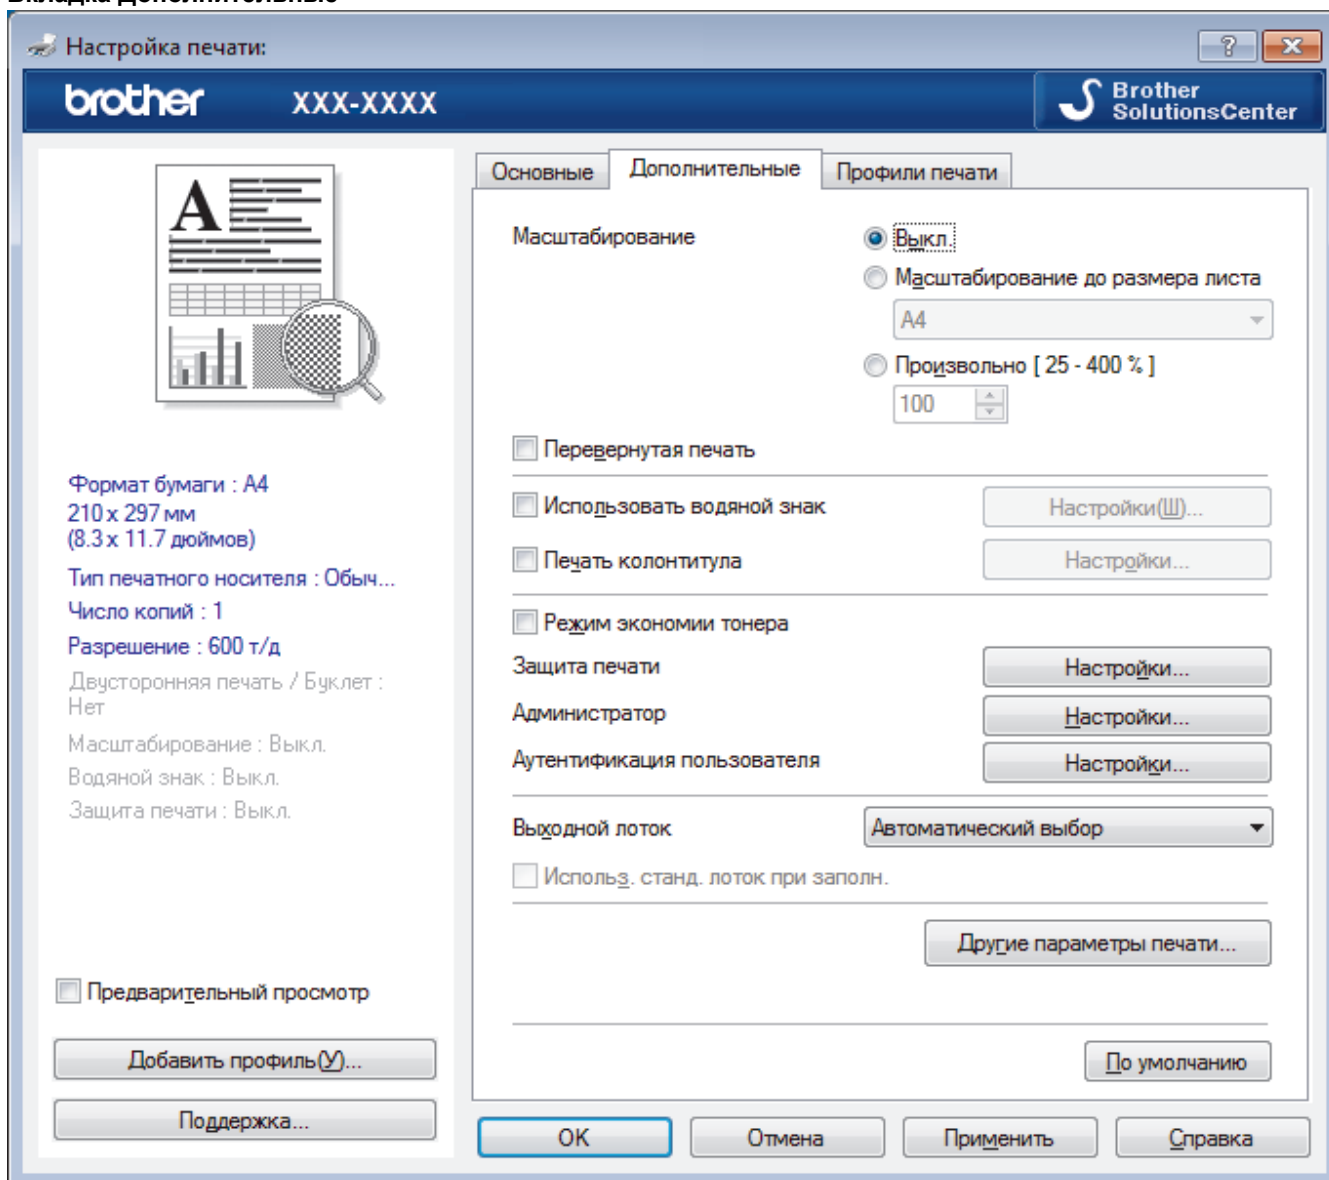 Вкладка Дополнительные
Настройка печати:
brother XXX-XXXX
Brother
SolutionsCenter
Основные Дополнительные Профили печати
Масштабирование
Выкл.
Масштабирование до размера листа
A4
Произвольно [ 25 - 400 % ]
100
Перевернутая печать
Использовать водяной знак Настройки(Ш)...
Печать колонтитула Настройки...
Режим экономии тонера
Защита печати Настройки...
Администратор Настройки...
Аутентификация пользователя Настройки...
Выходной лоток Автоматический выбор
Использ. станд. лоток при заполн.
Другие параметры печати...
По умолчанию
Формат бумаги : A4
210 x 297 мм
(8.3 x 11.7 дюймов)
Тип печатного носителя : Обыч...
Число копий : 1
Разрешение : 600 т/д
Двусторонняя печать / Буклет :
Нет
Масштабирование : Выкл.
Водяной знак : Выкл.
Защита печати : Выкл.
Предварительный просмотр
Добавить профиль(У)...
Поддержка...
OK Отмена Применить Справка